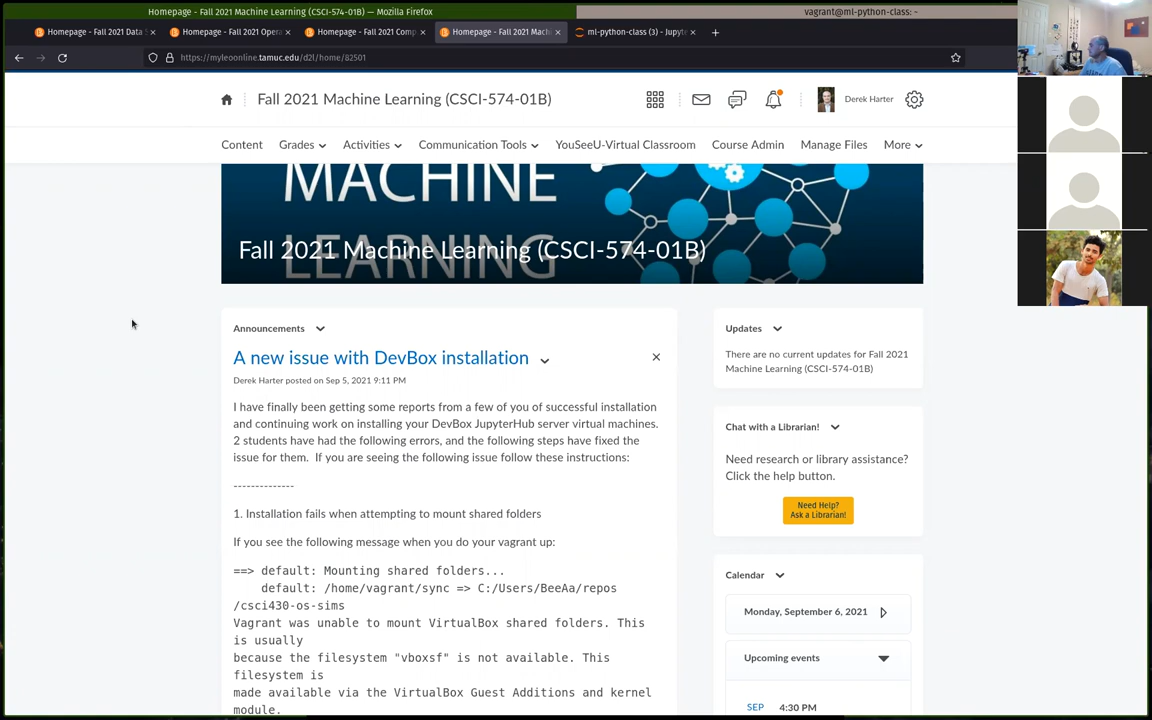 Homepage - Fall 2021 Machine Learning (CSCI-574-01B) — Mozilla Firefox
vagrant@ml-python-class: ~
Homepage - Fall 2021 Data
Homepage - Fall 2021 Opera
Homepage - Fall 2021 Comp
Homepage - Fall 2021 Mach
ml-python-class (3) - Jupyte
https://myleoonline.tamuc.edu/d2l/home/82501
Fall 2021 Machine Learning (CSCI-574-01B)
Derek Harter
Content
Grades
Activities
Communication Tools
YouSeeU-Virtual Classroom
Course Admin
Manage Files
More
MACHINE
LEARNING
Fall 2021 Machine Learning (CSCI-574-01B)
Announcements
A new issue with DevBox installation
Derek Harter posted on Sep 5, 2021 9:11 PM
I have finally been getting some reports from a few of you of successful installation
and continuing work on installing your DevBox JupyterHub server virtual machines.
2 students have had the following errors, and the following steps have fixed the
issue for them.  If you are seeing the following issue follow these instructions:
-------------
1. Installation fails when attempting to mount shared folders
If you see the following message when you do your vagrant up:
==> default: Mounting shared folders...
default: /home/vagrant/sync => C:/Users/BeeAa/repos
/csci430-os-sims
Vagrant was unable to mount VirtualBox shared folders. This
is usually
because the filesystem "vboxsf" is not available. This
filesystem is
made available via the VirtualBox Guest Additions and kernel
module.
Updates
There are no current updates for Fall 2021
Machine Learning (CSCI-574-01B)
Chat with a Librarian!
Need research or library assistance?
Click the help button.
Need Help?
Ask a Librarian!
Calendar
Monday, September 6, 2021
Upcoming events
SEP
4:30 PM